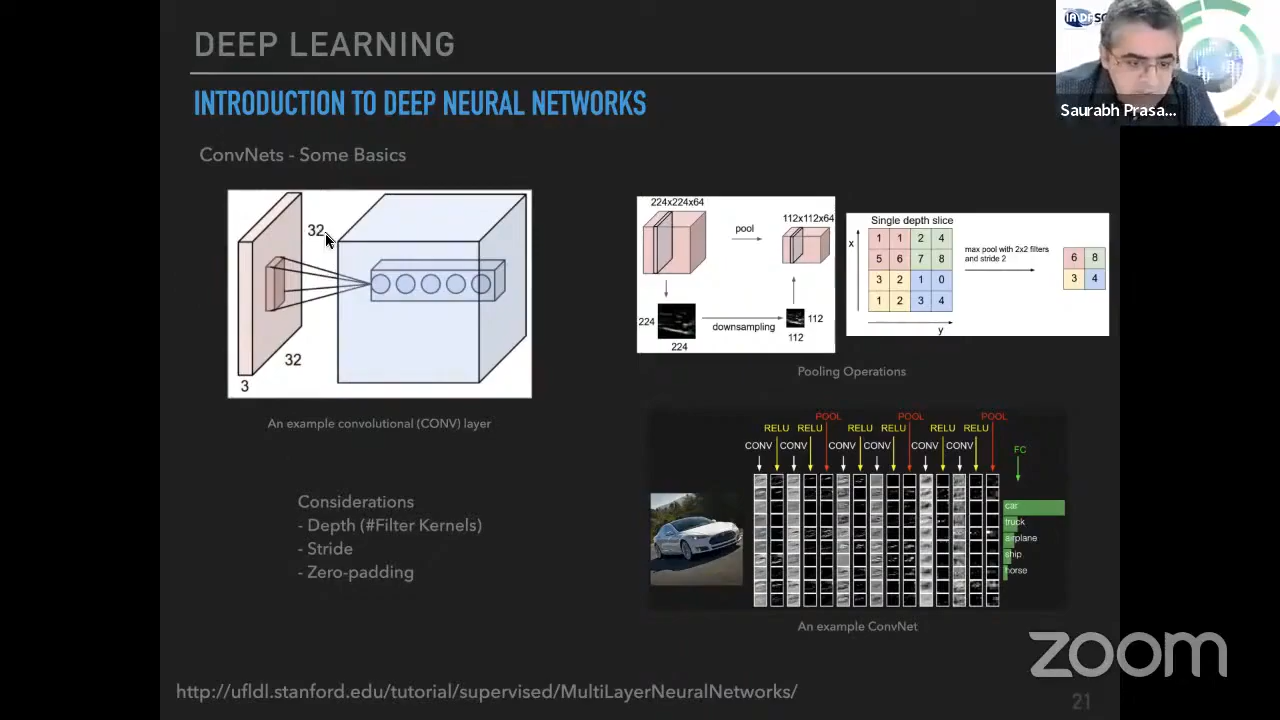 DEEP LEARNING
INTRODUCTION TO DEEP NEURAL NETWORKS
Saurabh Prasa...
ConvNets - Some Basics
32
32
3
An example convolutional (CONV) layer
224x224x64
pool
112x112x64
224
224
downsampling
112
112
Single depth slice
x
1 1 2 4
5 6 7 8
3 2 1 0
1 2 3 4
y
max pool with 2x2 filters
and stride 2
6 8
3 4
Pooling Operations
Considerations
- Depth (#Filter Kernels)
- Stride
- Zero-padding
POOL POOL POOL
RELU RELU RELU RELU RELU RELU
CONV CONV CONV CONV CONV CONV
FC
car
truck
airplane
ship
horse
An example ConvNet
zoom
http://ufldl.stanford.edu/tutorial/supervised/MultiLayerNeuralNetworks/
21